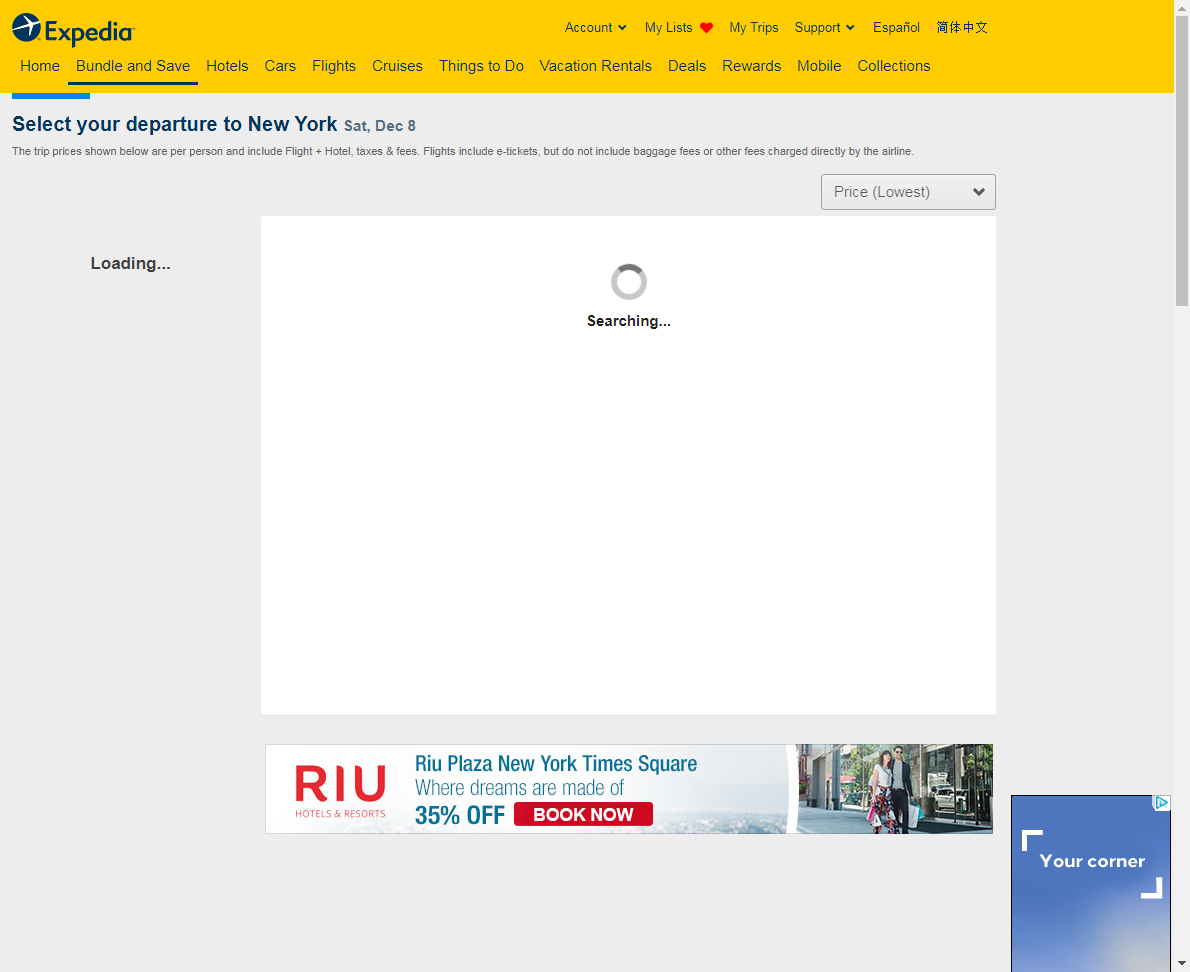 Expedia
Account
My Lists
My Trips
Support
Español
简体中文
Home
Bundle and Save
Hotels
Cars
Flights
Cruises
Things to Do
Vacation Rentals
Deals
Rewards
Mobile
Collections
Select your departure to New York Sat, Dec 8
The trip prices shown below are per person and include Flight + Hotel, taxes & fees. Flights include e-tickets, but do not include baggage fees or other fees charged directly by the airline.
Price (Lowest)
Loading...
Searching...
RIU
HOTELS & RESORTS
Riu Plaza New York Times Square
Where dreams are made of
35% OFF BOOK NOW
Your corner